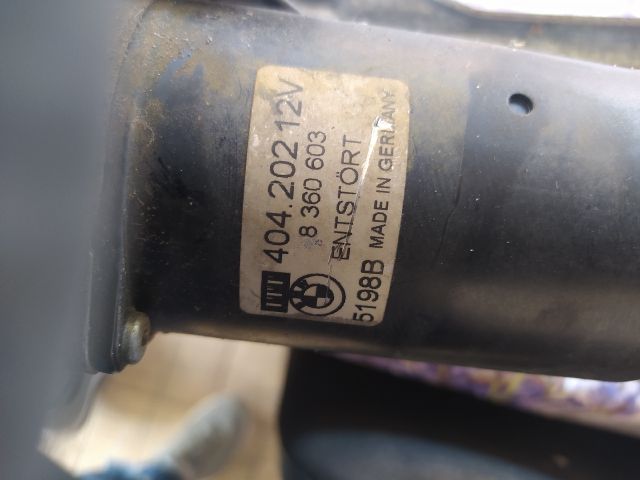 404.202 12V
8 360 603
ENTSTÖRT
5198B MADE IN GERMANY
ITT